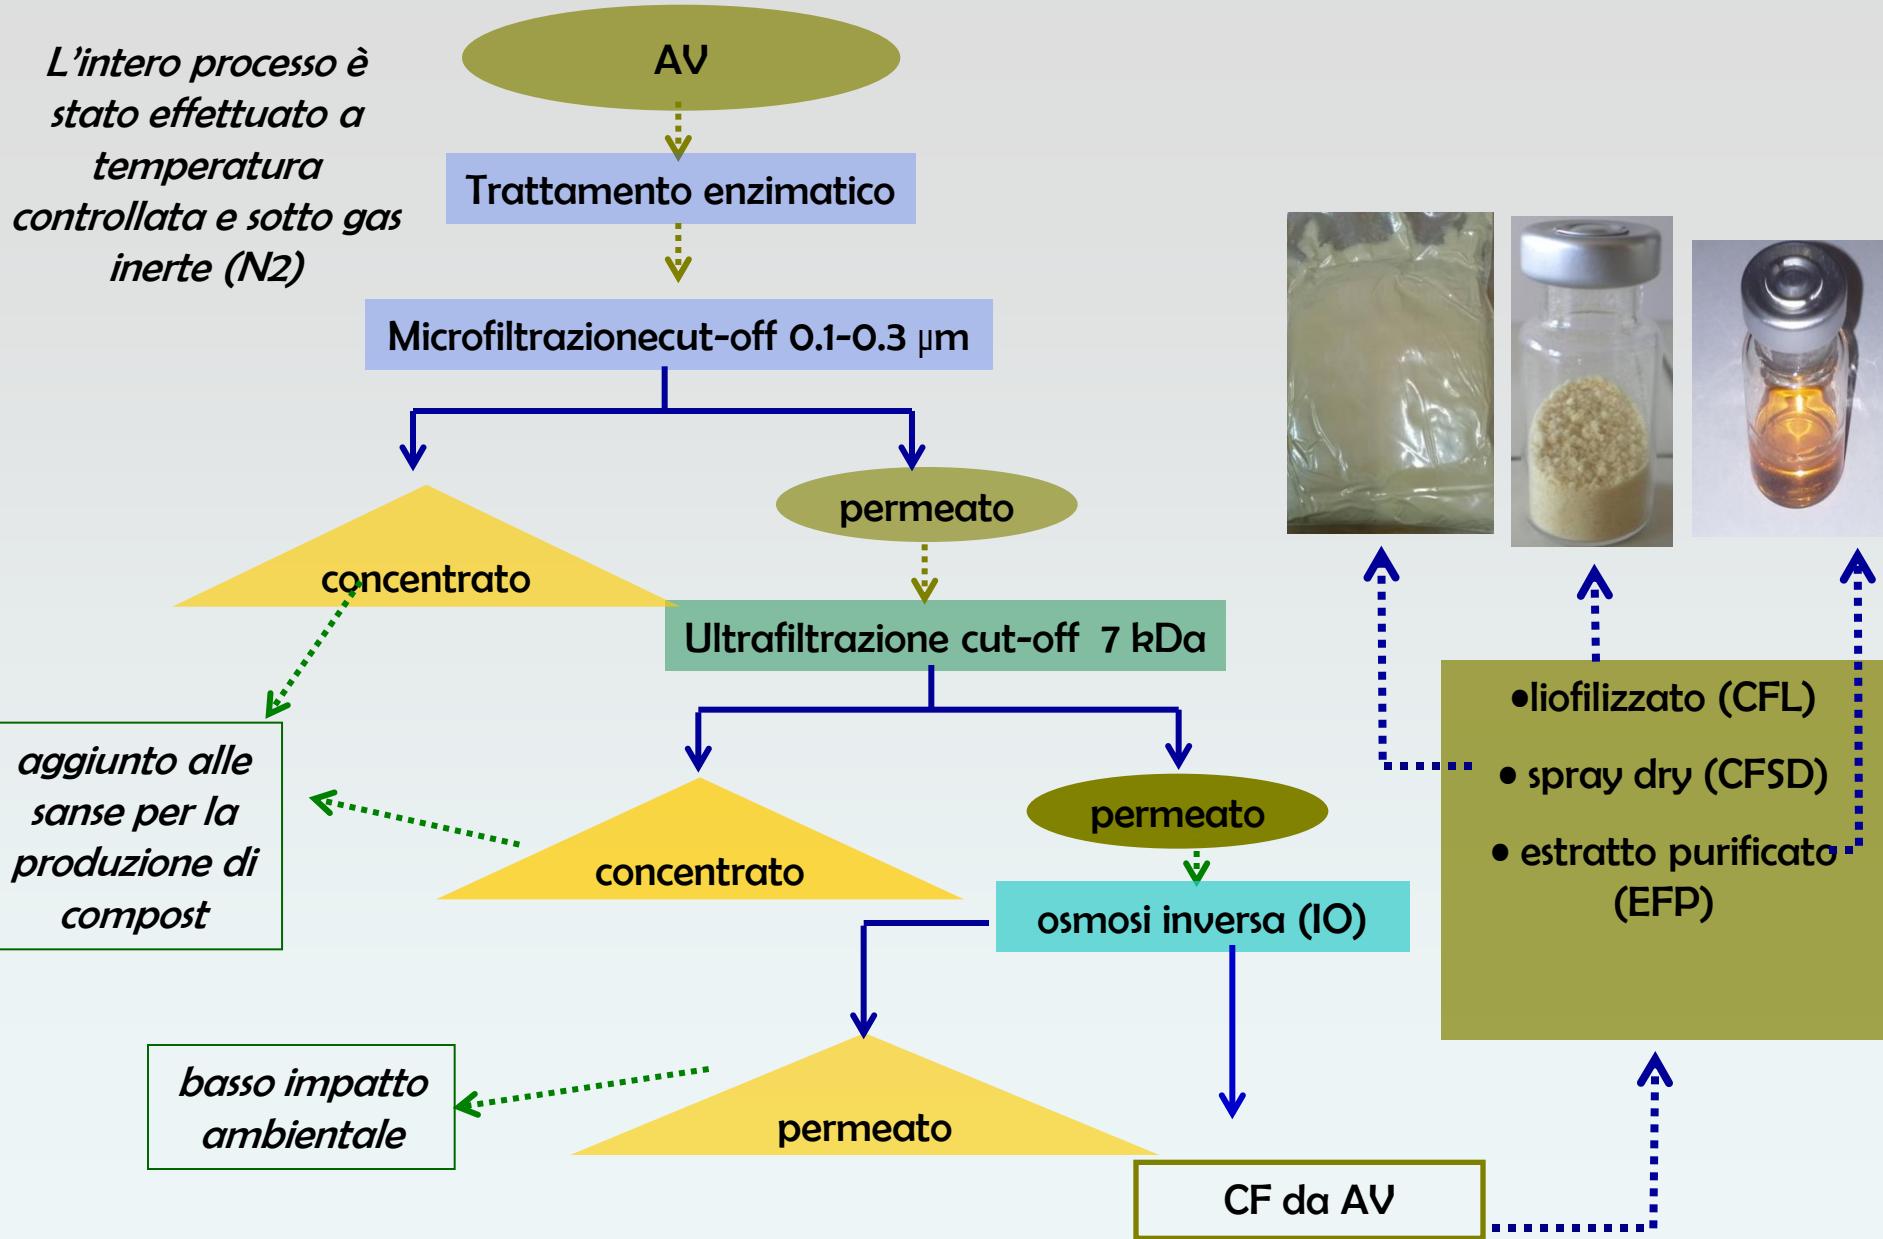 L'intero processo è
stato effettuato a
temperatura
controllata e sotto gas
inerte (N2)
AV
Trattamento enzimatico
Microfiltrazionecut-off 0.1-0.3 μm
permeato
concentrato
Ultrafiltrazione cut-off 7 kDa
aggiunto alle
sanse per la
produzione di
compost
concentrato
permeato
osmosi inversa (IO)
basso impatto
ambientale
permeato
CF da AV
•liofilizzato (CFL)
• spray dry (CFSD)
• estratto purificato
(EFP)